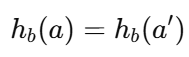 h_b(a) = h_b(a′)